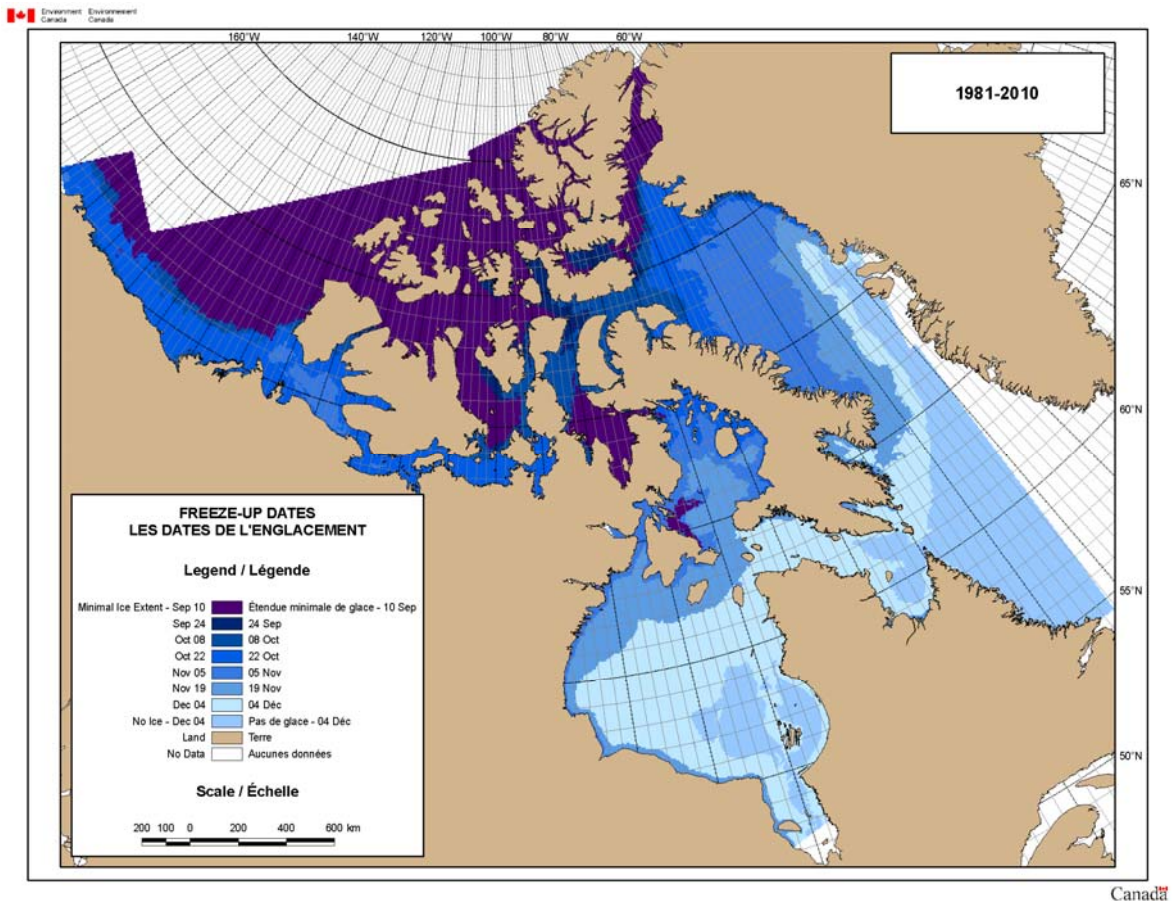 Environment Environnement
Canada Canada
160°W 140°W 120°W 100°W 80°W 60°W
1981-2010
65°N
60°N
55°N
50°N
FREEZE-UP DATES
LES DATES DE L'ENGLACEMENT
Legend / Légende
Minimal Ice Extent - Sep 10 Étendue minimale de glace - 10 Sep
Sep 24 24 Sep
Oct 08 08 Oct
Oct 22 22 Oct
Nov 05 05 Nov
Nov 19 19 Nov
Dec 04 04 Déc
No Ice - Dec 04 Pas de glace - 04 Déc
Land Terre
No Data Aucunes données
Scale / Échelle
200 100 0 200 400 600 km
Canada